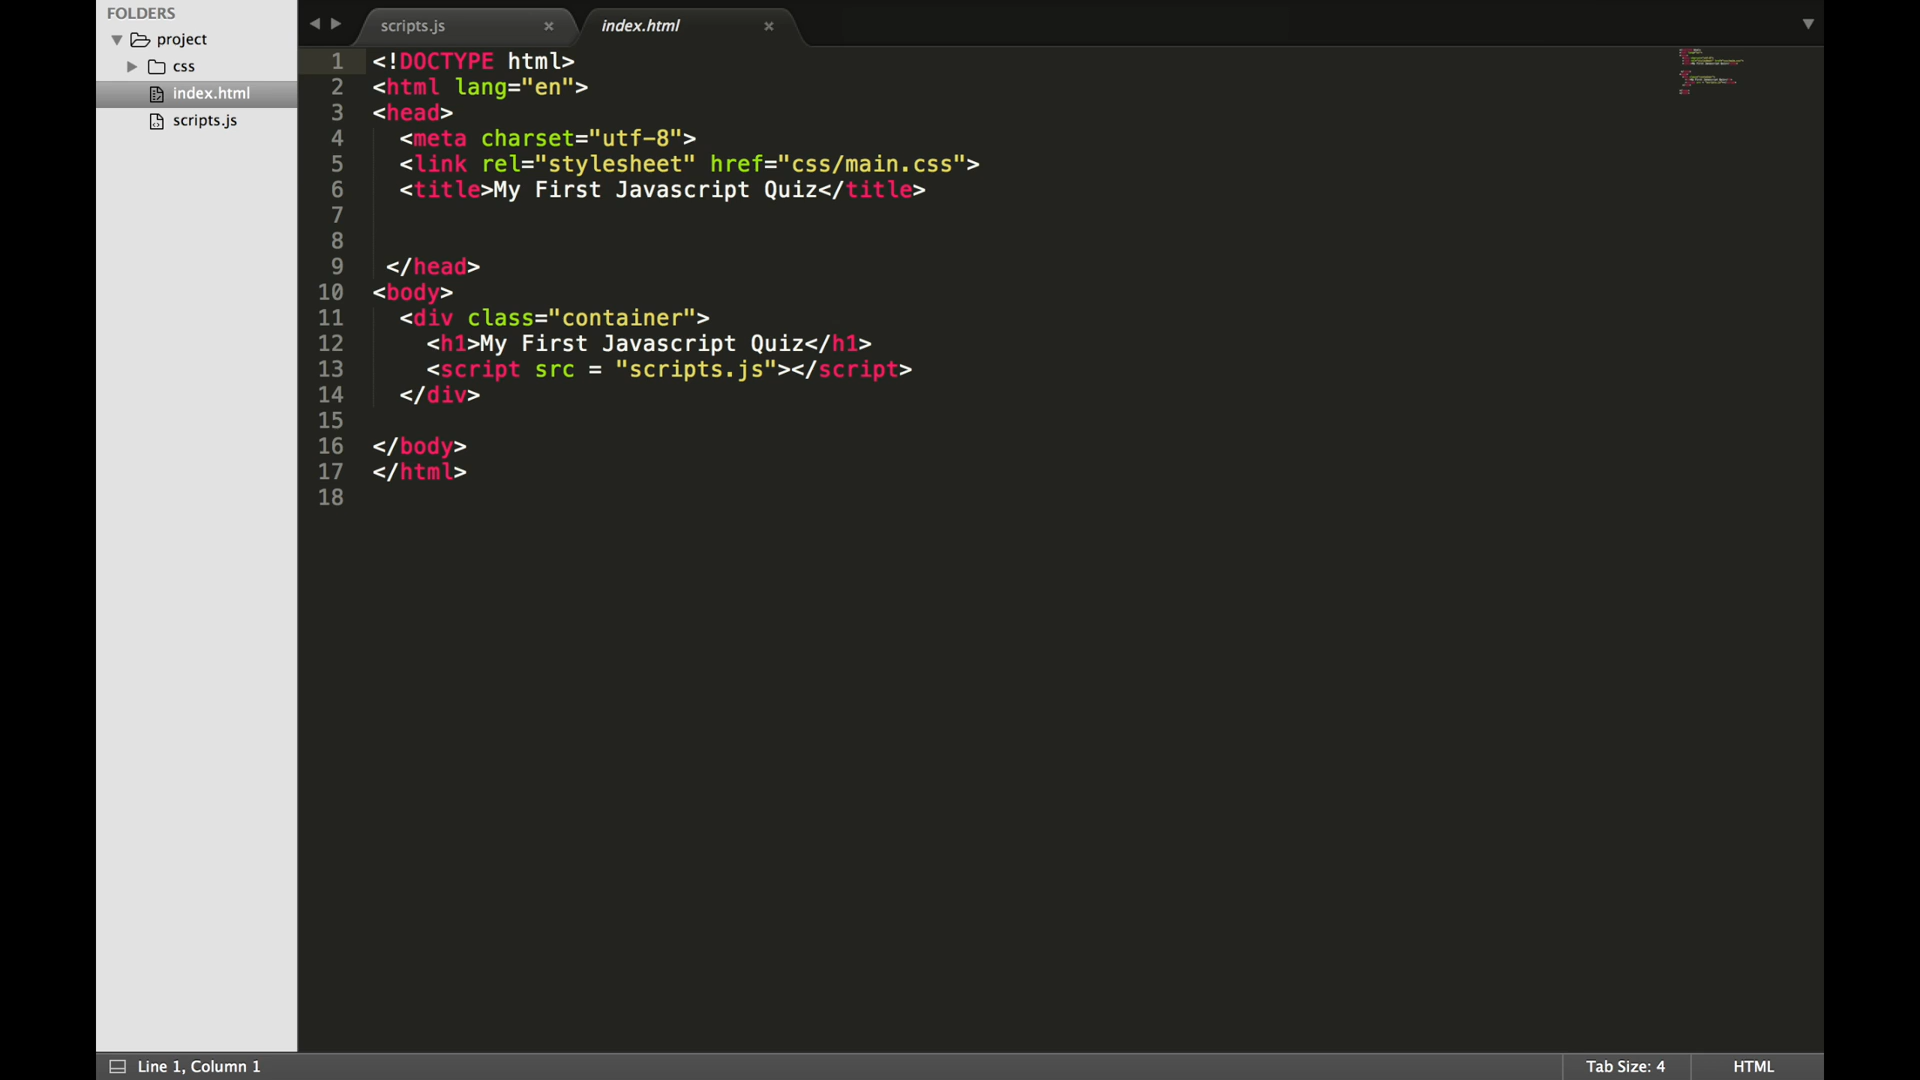 FOLDERS
project
css
index.html
scripts.js
scripts.js × index.html ×
1 <!DOCTYPE html>
2 <html lang="en">
3 <head>
4   <meta charset="utf-8">
5   <link rel="stylesheet" href="css/main.css">
6   <title>My First Javascript Quiz</title>
7
8
9  </head>
10 <body>
11   <div class="container">
12     <h1>My First Javascript Quiz</h1>
13     <script src = "scripts.js"></script>
14   </div>
15
16 </body>
17 </html>
18
Line 1, Column 1 Tab Size: 4 HTML